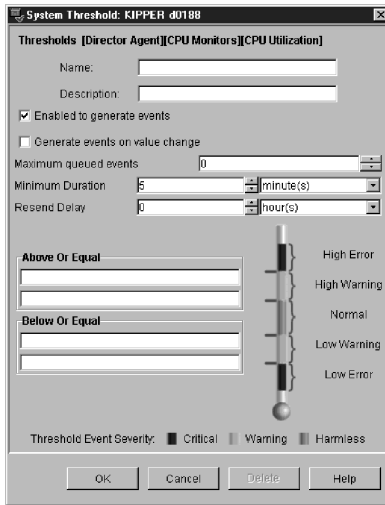 System Threshold: KIPPER d0188
Thresholds [Director Agent][CPU Monitors][CPU Utilization]
Name:
Description:
Enabled to generate events
Generate events on value change
Maximum queued events 0
Minimum Duration 5 minute(s)
Resend Delay 0 hour(s)
Above Or Equal
Below Or Equal
High Error
High Warning
Normal
Low Warning
Low Error
Threshold Event Severity: Critical Warning Harmless
OK Cancel Delete Help